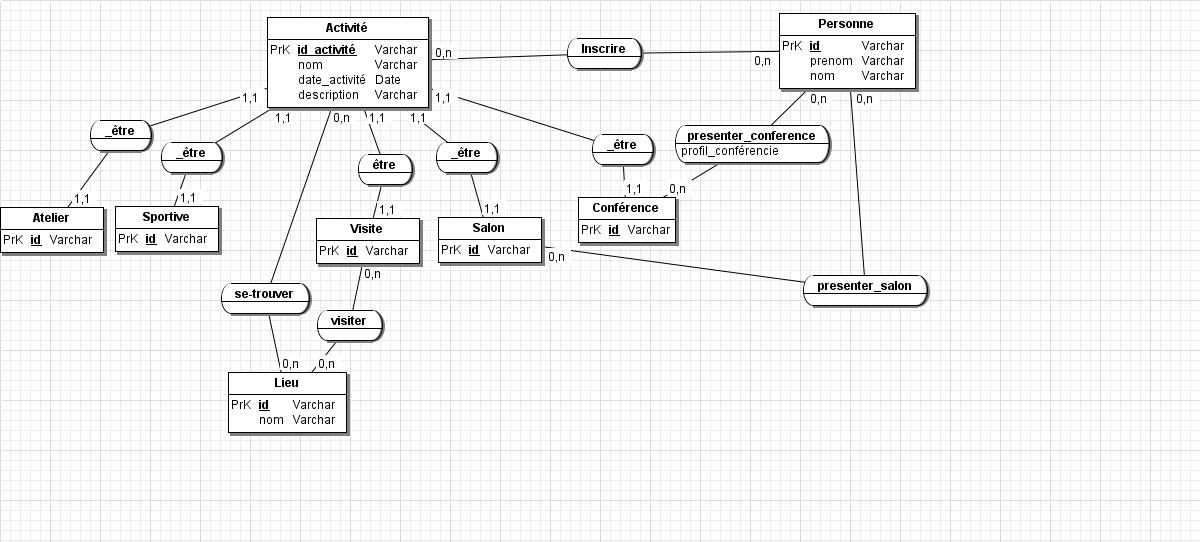 Activité
PrK id_activité Varchar
nom Varchar
date_activité Date
description Varchar
0,n
Inscrire
0,n
Personne
PrK id Varchar
prenom Varchar
nom Varchar
1,1
1,1
0,n
1,1
1,1
1,1
0,n
0,n
_être
_être
être
_être
_être
presenter_conference
profil_conférencie
1,1
1,1
1,1
1,1
1,1
0,n
Atelier
PrK id Varchar
Sportive
PrK id Varchar
Visite
PrK id Varchar
Salon
PrK id Varchar
Conférence
PrK id Varchar
0,n
0,n
se-trouver
visiter
presenter_salon
0,n
0,n
Lieu
PrK id Varchar
nom Varchar